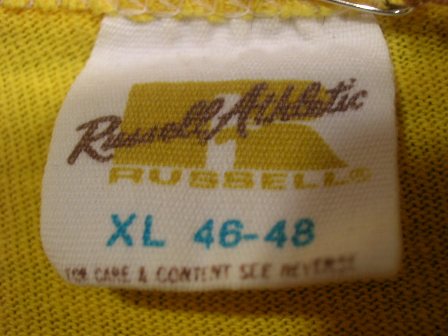 Russell Athletic
RUSSELL®
XL 46-48
FOR CARE & CONTENT SEE REVERSE